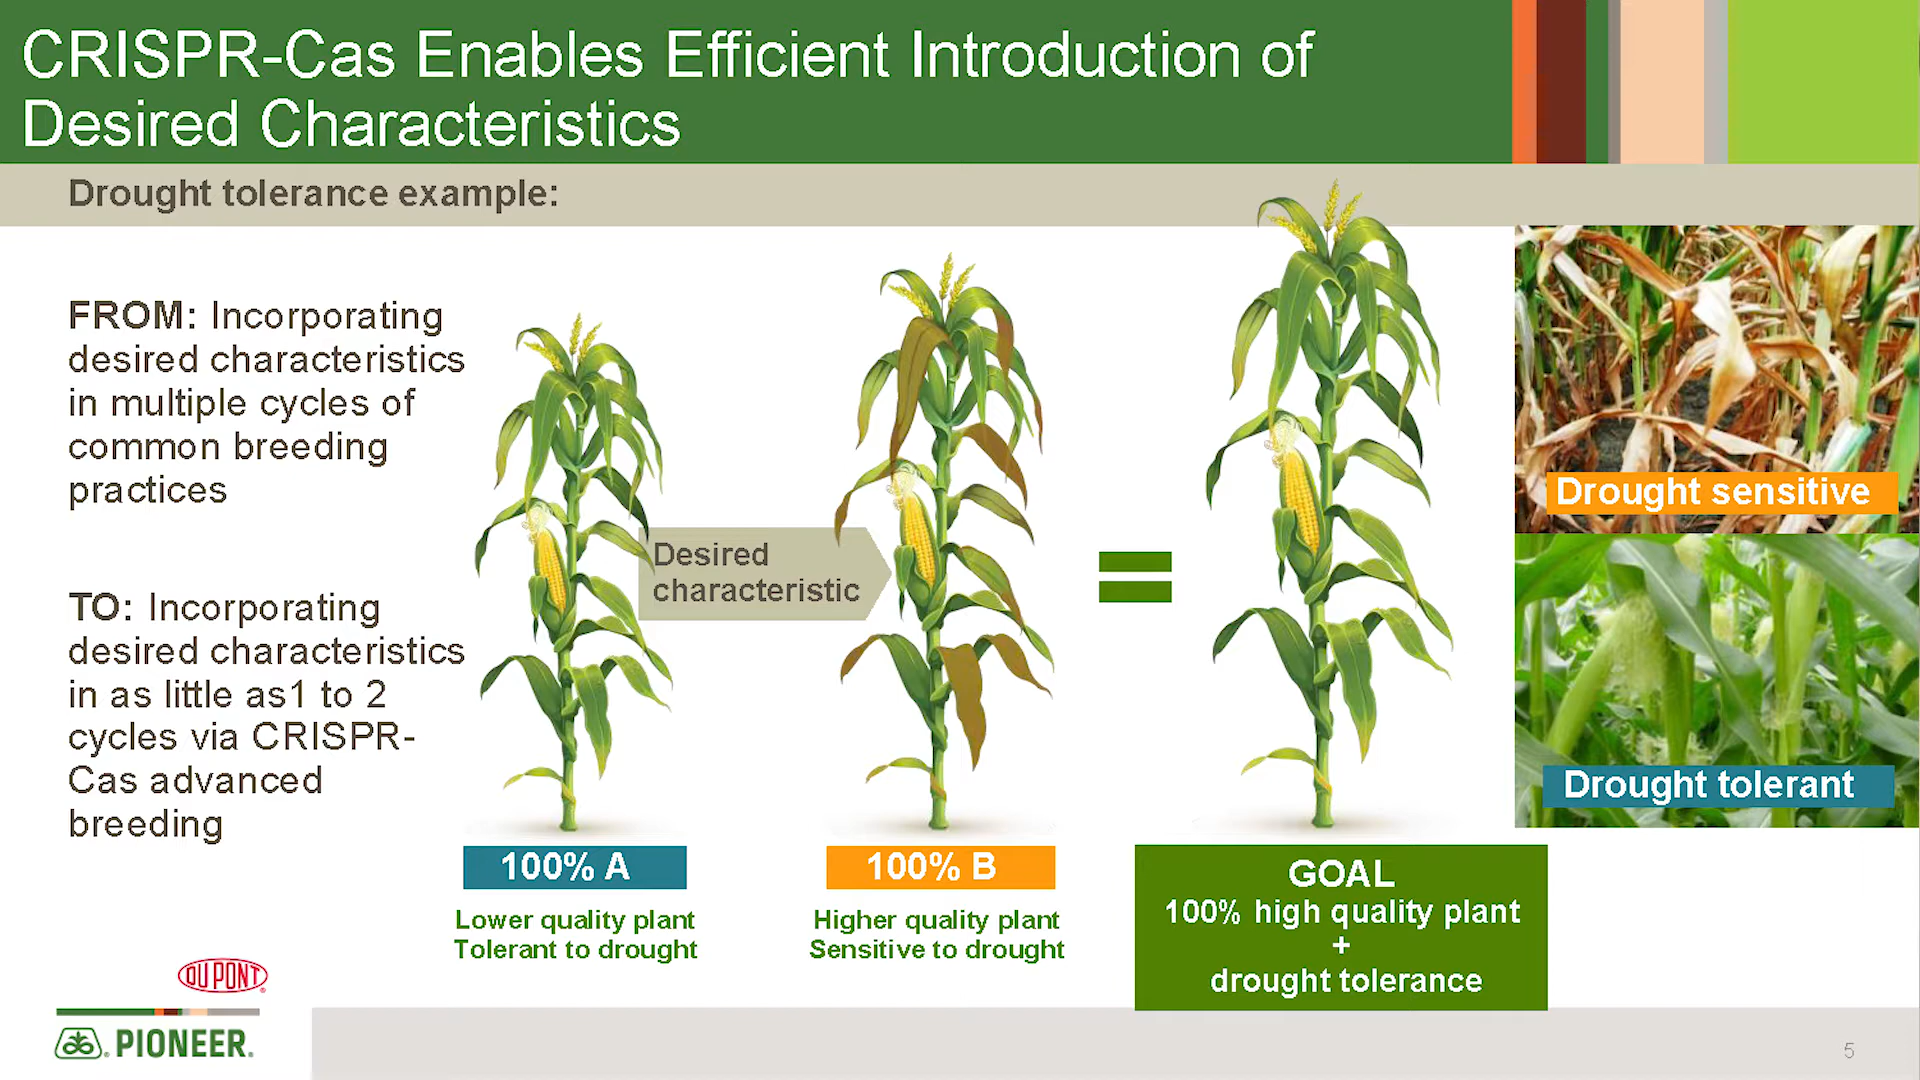 CRISPR-Cas Enables Efficient Introduction of
Desired Characteristics
Drought tolerance example:
FROM: Incorporating
desired characteristics
in multiple cycles of
common breeding
practices
TO: Incorporating
desired characteristics
in as little as1 to 2
cycles via CRISPR-
Cas advanced
breeding
Desired
characteristic
100% A
Lower quality plant
Tolerant to drought
100% B
Higher quality plant
Sensitive to drought
GOAL
100% high quality plant
+
drought tolerance
Drought sensitive
Drought tolerant
DUPONT®
PIONEER®
5